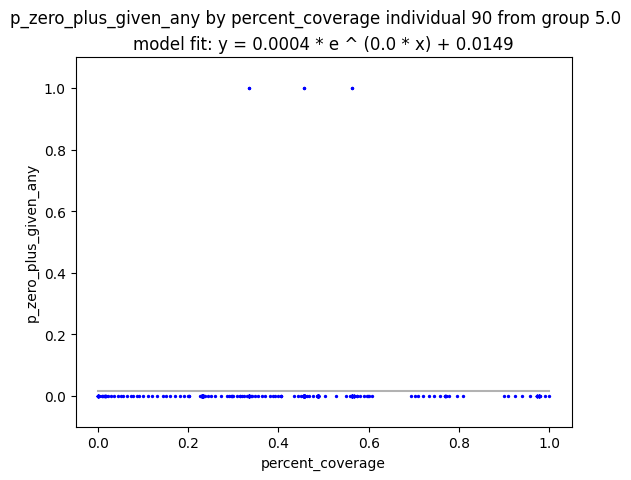 p_zero_plus_given_any by percent_coverage individual 90 from group 5.0
model fit: y = 0.0004 * e ^ (0.0 * x) + 0.0149
1.0
0.8
0.6
0.4
0.2
0.0
p_zero_plus_given_any
0.0 0.2 0.4 0.6 0.8 1.0
percent_coverage